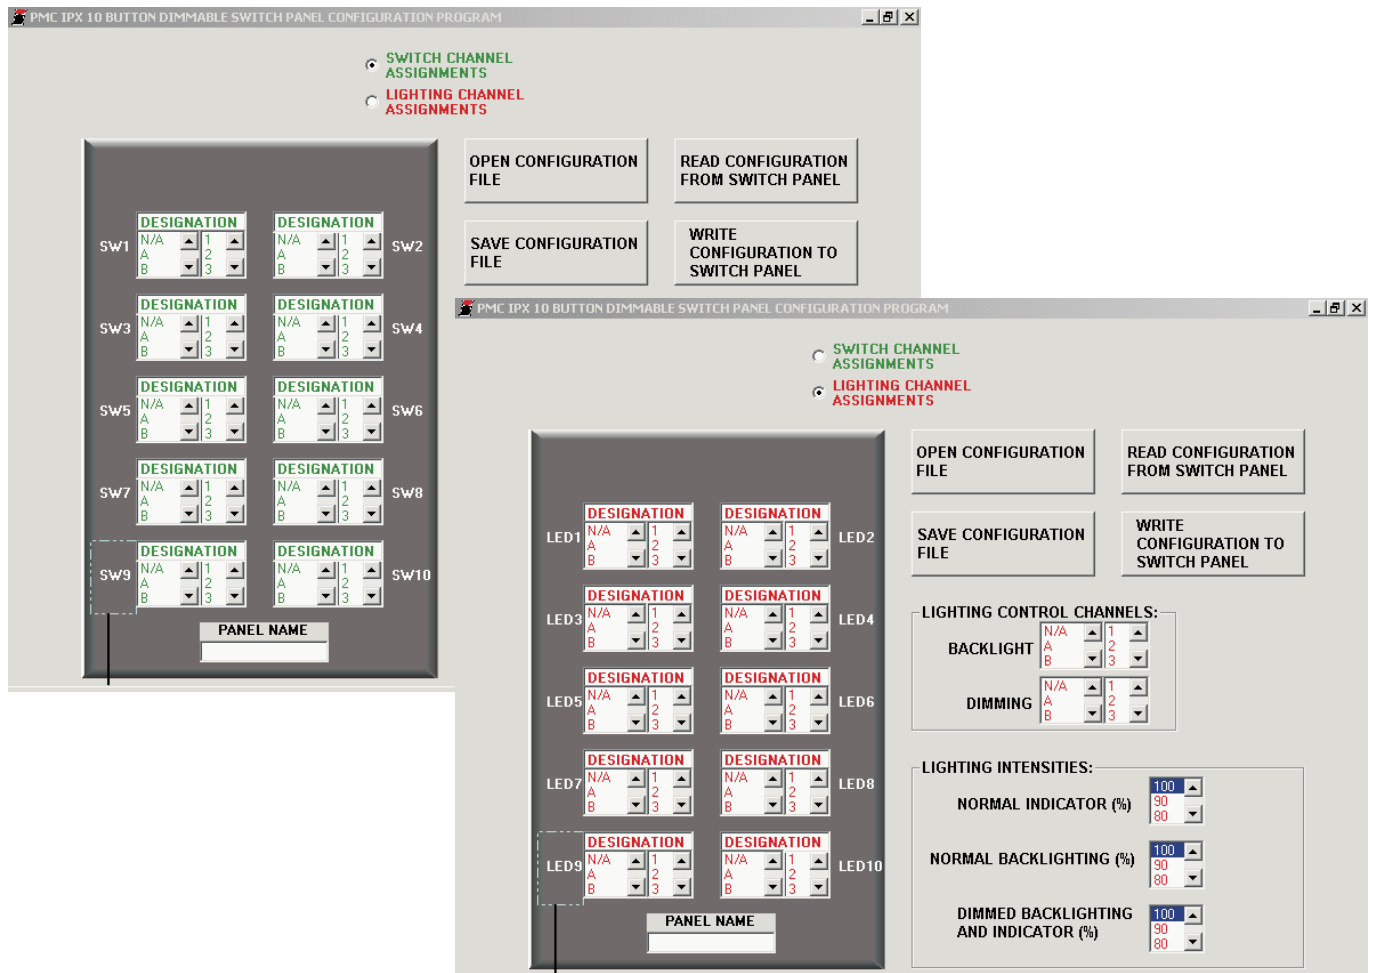 PMC IPX 10 BUTTON DIMMABLE SWITCH PANEL CONFIGURATION PROGRAM
SWITCH CHANNEL
ASSIGNMENTS
LIGHTING CHANNEL
ASSIGNMENTS
OPEN CONFIGURATION
FILE
READ CONFIGURATION
FROM SWITCH PANEL
SAVE CONFIGURATION
FILE
WRITE
CONFIGURATION TO
SWITCH PANEL
DESIGNATION DESIGNATION
N/A 1 N/A 1
SW1 A 2 A 2 SW2
B 3 B 3
DESIGNATION DESIGNATION
N/A 1 N/A 1
SW3 A 2 A 2 SW4
B 3 B 3
DESIGNATION DESIGNATION
N/A 1 N/A 1
SW5 A 2 A 2 SW6
B 3 B 3
DESIGNATION DESIGNATION
N/A 1 N/A 1
SW7 A 2 A 2 SW8
B 3 B 3
DESIGNATION DESIGNATION
N/A 1 N/A 1
SW9 A 2 A 2 SW10
B 3 B 3
PANEL NAME
PMC IPX 10 BUTTON DIMMABLE SWITCH PANEL CONFIGURATION PROGRAM
SWITCH CHANNEL
ASSIGNMENTS
LIGHTING CHANNEL
ASSIGNMENTS
OPEN CONFIGURATION
FILE
READ CONFIGURATION
FROM SWITCH PANEL
SAVE CONFIGURATION
FILE
WRITE
CONFIGURATION TO
SWITCH PANEL
DESIGNATION DESIGNATION
N/A 1 N/A 1
LED1 A 2 A 2 LED2
B 3 B 3
DESIGNATION DESIGNATION
N/A 1 N/A 1
LED3 A 2 A 2 LED4
B 3 B 3
DESIGNATION DESIGNATION
N/A 1 N/A 1
LED5 A 2 A 2 LED6
B 3 B 3
DESIGNATION DESIGNATION
N/A 1 N/A 1
LED7 A 2 A 2 LED8
B 3 B 3
DESIGNATION DESIGNATION
N/A 1 N/A 1
LED9 A 2 A 2 LED10
B 3 B 3
PANEL NAME
LIGHTING CONTROL CHANNELS:
N/A 1
BACKLIGHT A 2
B 3
N/A 1
DIMMING A 2
B 3
LIGHTING INTENSITIES:
100
NORMAL INDICATOR (%) 90
80
100
NORMAL BACKLIGHTING (%) 90
80
DIMMED BACKLIGHTING 100
AND INDICATOR (%) 90
80